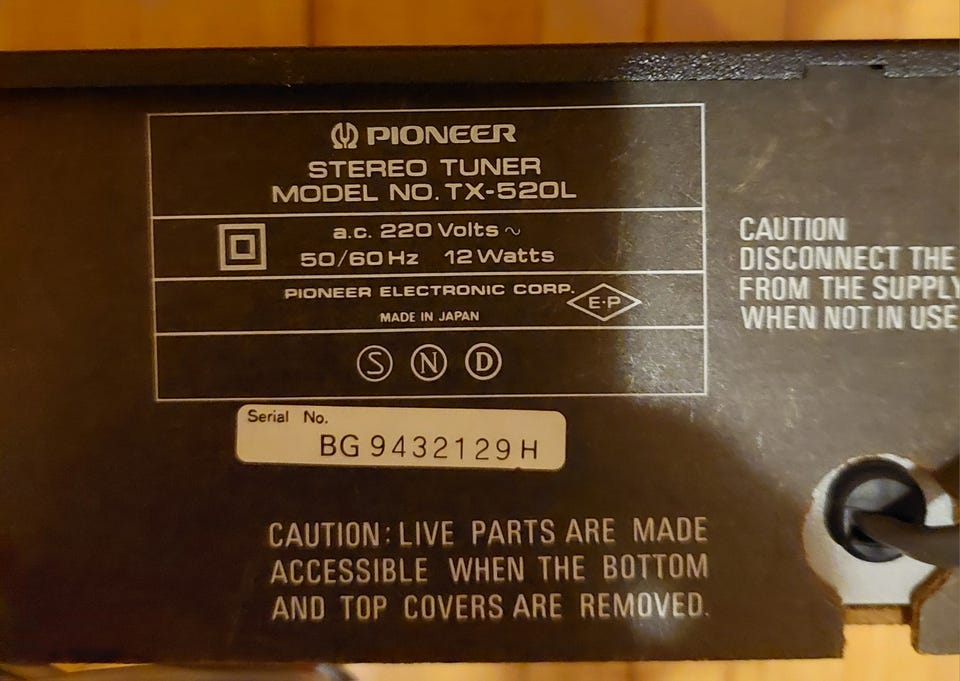 PIONEER
STEREO TUNER
MODEL NO. TX-520L
a.c. 220 Volts ~
50/60 Hz 12 Watts
PIONEER ELECTRONIC CORP.
E·P
MADE IN JAPAN
S N D
Serial No.
BG 9432129 H
CAUTION: LIVE PARTS ARE MADE
ACCESSIBLE WHEN THE BOTTOM
AND TOP COVERS ARE REMOVED.
CAUTION
DISCONNECT THE
FROM THE SUPPLY
WHEN NOT IN USE